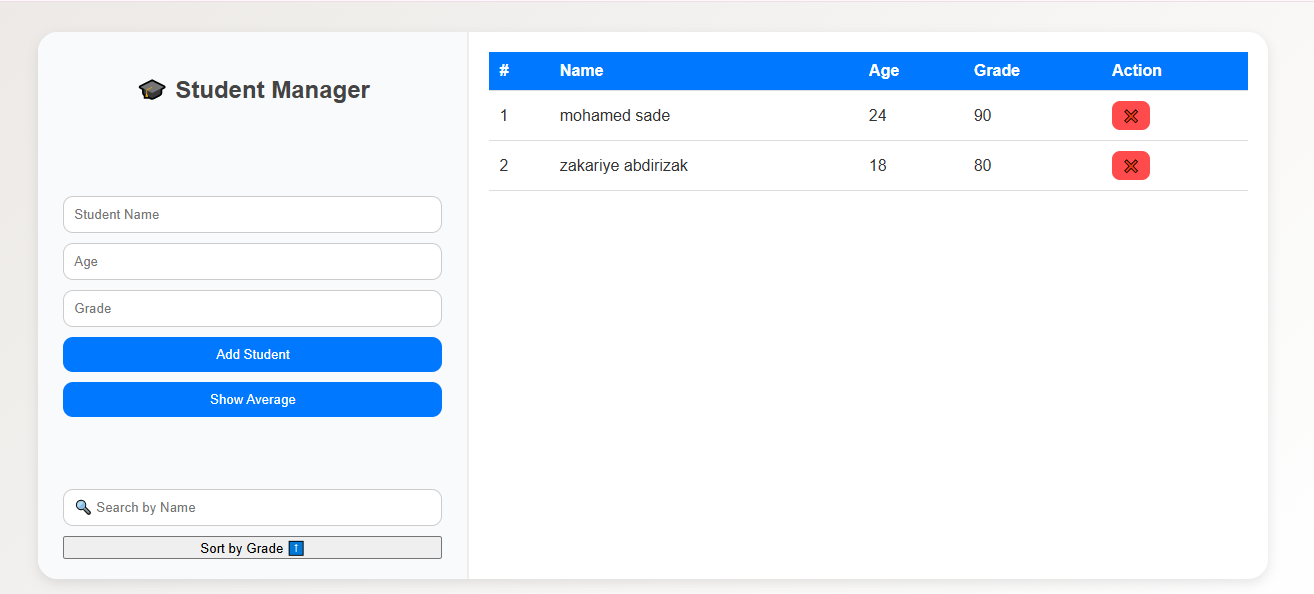 🎓 Student Manager
Student Name
Age
Grade
Add Student
Show Average
🔍 Search by Name
Sort by Grade ⬆️
# Name Age Grade Action
1 mohamed sade 24 90 ❌
2 zakariye abdirizak 18 80 ❌